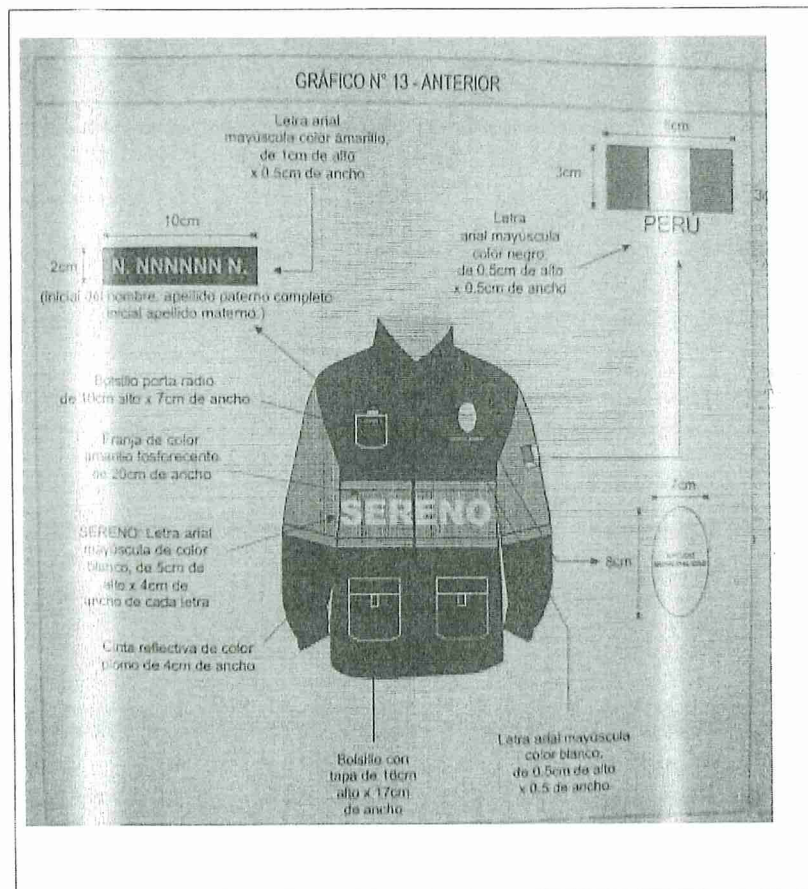 GRÁFICO N° 13 - ANTERIOR
Letra arial
mayúscula color amarillo,
de 1cm de alto
x 0.5cm de ancho
10cm
2cm
N. NNNNNN N.
(Inicial del nombre, apellido paterno completo
inicial apellido materno.)
3cm
PERÚ
Letra
arial mayúscula
color negro,
de 0.5cm de alto
x 0.5cm de ancho
Bolsillo porta radio
de 10cm alto x 7cm de ancho
Franja de color
amarillo fosforecente
de 20cm de ancho
SERENO: Letra arial
mayúscula de color
blanco, de 5cm de
alto x 4cm de
ancho de cada letra
Cinta reflectiva de color
plomo de 4cm de ancho
SERENO
7cm
8cm
Bolsillo con
tapa de 16cm
alto x 17cm
de ancho
Letra arial mayúscula
color blanco,
de 0.5cm de alto
x 0.5 de ancho